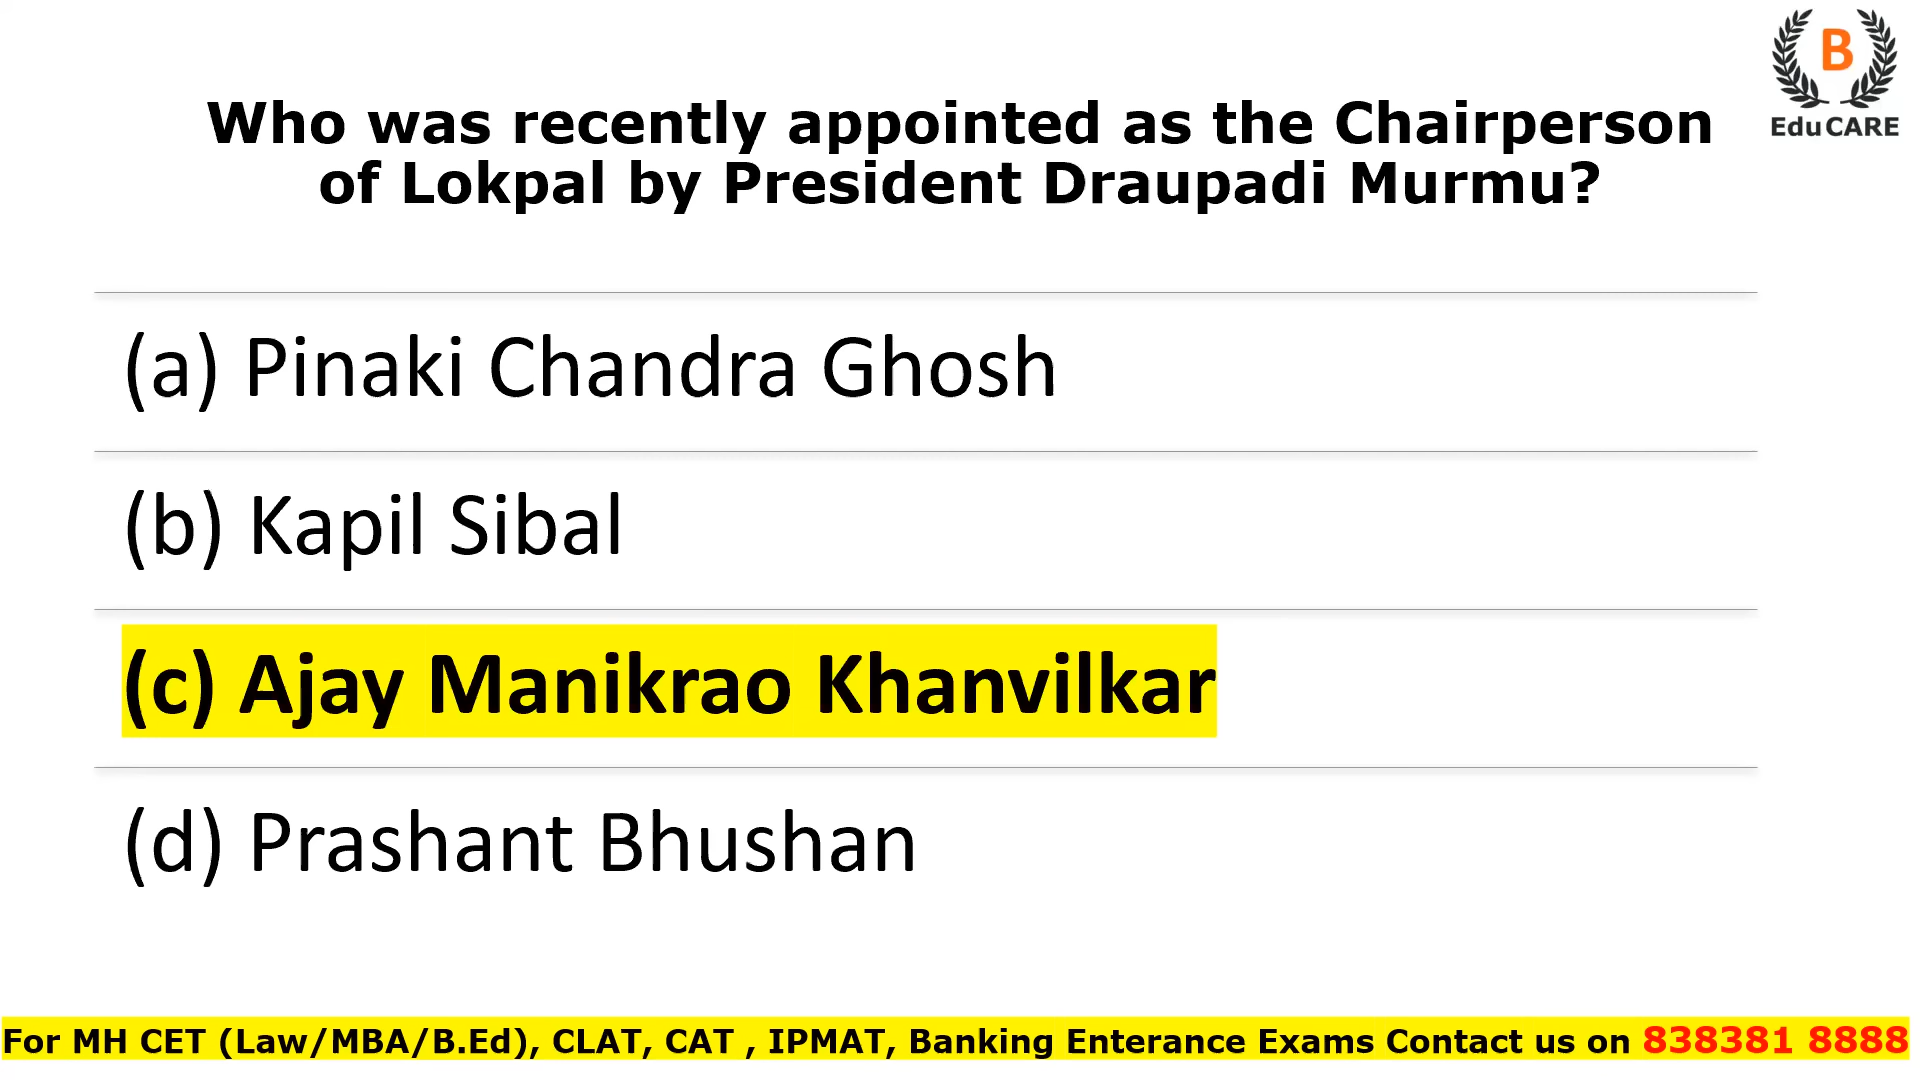 B
EduCARE
Who was recently appointed as the Chairperson
of Lokpal by President Draupadi Murmu?
(a) Pinaki Chandra Ghosh
(b) Kapil Sibal
(c) Ajay Manikrao Khanvilkar
(d) Prashant Bhushan
For MH CET (Law/MBA/B.Ed), CLAT, CAT , IPMAT, Banking Enterance Exams Contact us on 838381 8888